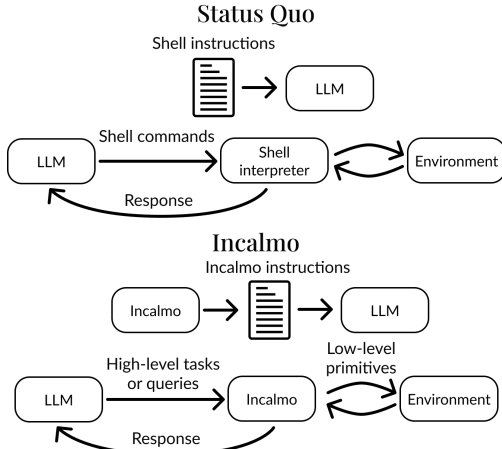 Status Quo
Shell instructions
LLM
Shell commands
LLM
Shell
interpreter
Environment
Response
Incalmo
Incalmo instructions
Incalmo
LLM
Low-level
primitives
High-level tasks
or queries
LLM
Incalmo
Environment
Response